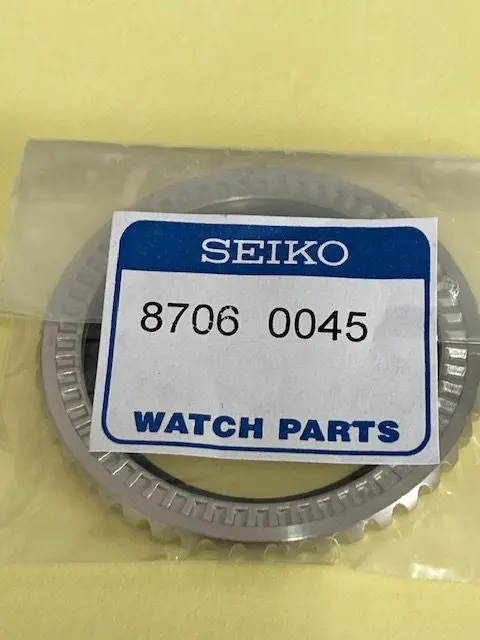 SEIKO
8706 0045
WATCH PARTS